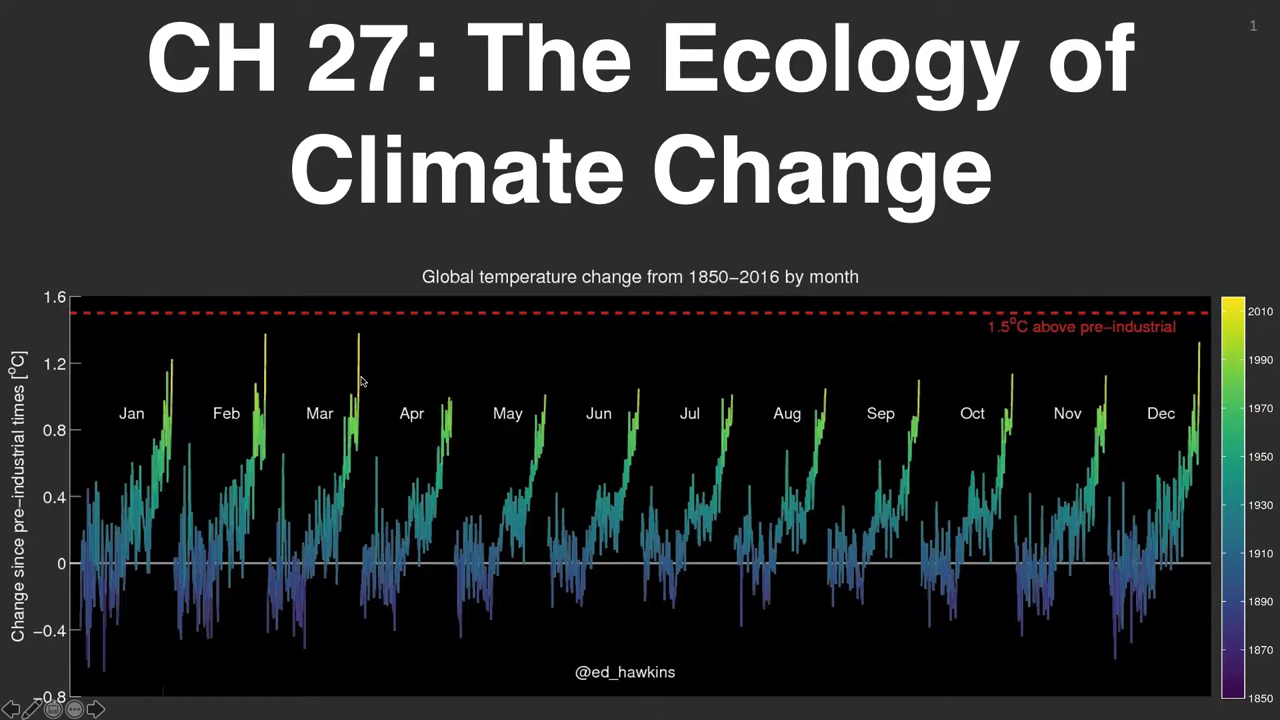 1
CH 27: The Ecology of
Climate Change
Global temperature change from 1850–2016 by month
Change since pre–industrial times [°C]
1.6
1.2
0.8
0.4
0
−0.4
−0.8
1.5°C above pre–industrial
Jan Feb Mar Apr May Jun Jul Aug Sep Oct Nov Dec
@ed_hawkins
2010
1990
1970
1950
1930
1910
1890
1870
1850